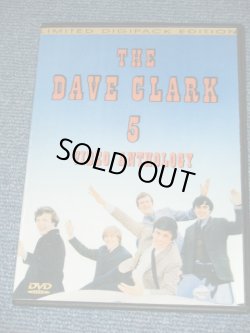 LIMITED DIGIPACK EDITION
THE
DAVE CLARK
5
SOLD OUT
ANTHOLOGY
DVD